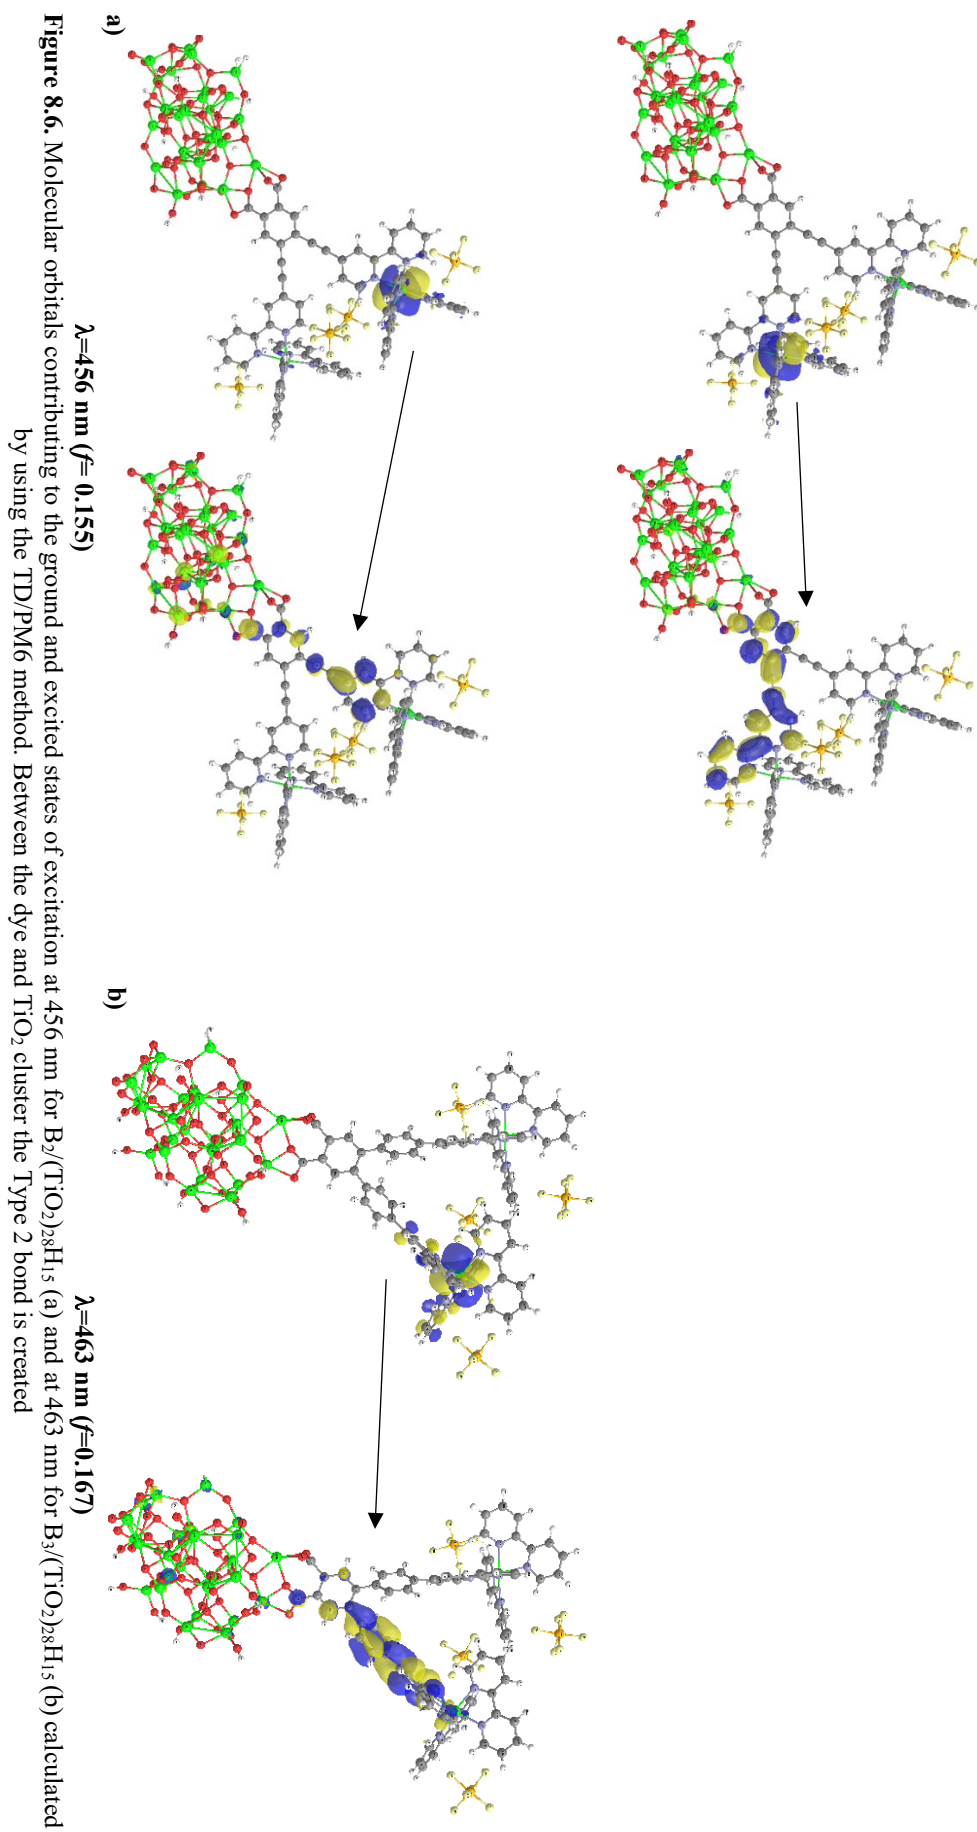 a)
λ=456 nm (f= 0.155)
b)
λ=463 nm (f=0.167)
Figure 8.6. Molecular orbitals contributing to the ground and excited states of excitation at 456 nm for B₂/(TiO₂)₂₈H₁₅ (a) and at 463 nm for B₃/(TiO₂)₂₈H₁₅ (b) calculated
by using the TD/PM6 method. Between the dye and TiO₂ cluster the Type 2 bond is created